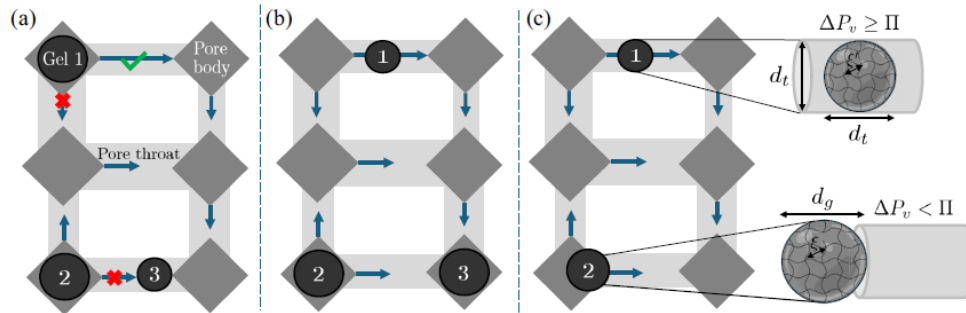 (a)
Gel 1
Pore
body
Pore throat
2
3
(b)
1
2
3
(c)
1
2
ΔP_v ≥ Π
ξ'
d_t
d_t
d_g
ΔP_v < Π
ξ